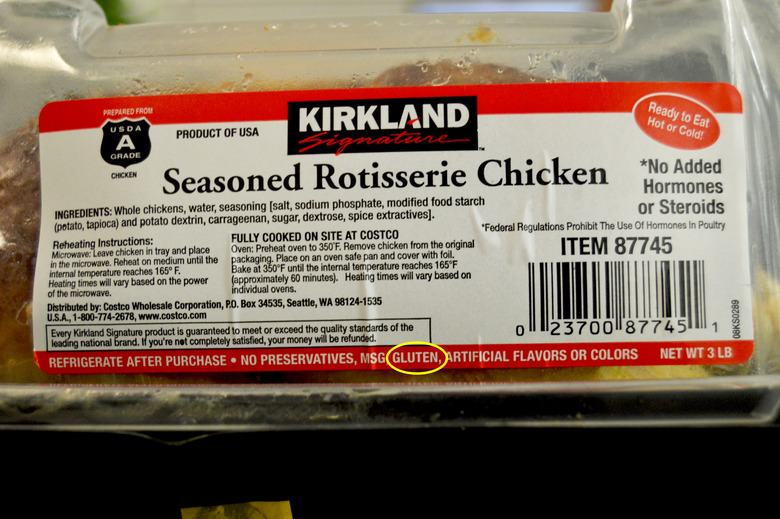 PREPARED FROM
USDA
A
GRADE
CHICKEN
PRODUCT OF USA
KIRKLAND
Signature™
Ready to Eat
Hot or Cold!
Seasoned Rotisserie Chicken
*No Added
Hormones
or Steroids
INGREDIENTS: Whole chickens, water, seasoning [salt, sodium phosphate, modified food starch
(potato, tapioca) and potato dextrin, carrageenan, sugar, dextrose, spice extractives].
*Federal Regulations Prohibit The Use Of Hormones In Poultry
Reheating Instructions:
Microwave: Leave chicken in tray and place
in the microwave. Reheat on medium until the
internal temperature reaches 165° F.
Heating times will vary based on the power
of the microwave.
FULLY COOKED ON SITE AT COSTCO
Oven: Preheat oven to 350°F. Remove chicken from the original
packaging. Place on an oven safe pan and cover with foil.
Bake at 350°F until the internal temperature reaches 165°F
(approximately 60 minutes). Heating times will vary based on
individual ovens.
ITEM 87745
0 23700 87745 1
08KS0289
Distributed by: Costco Wholesale Corporation, P.O. Box 34535, Seattle, WA 98124-1535
U.S.A., 1-800-774-2678, www.costco.com
Every Kirkland Signature product is guaranteed to meet or exceed the quality standards of the
leading national brand. If you're not completely satisfied, your money will be refunded.
REFRIGERATE AFTER PURCHASE • NO PRESERVATIVES, MSG, GLUTEN, ARTIFICIAL FLAVORS OR COLORS NET WT 3 LB